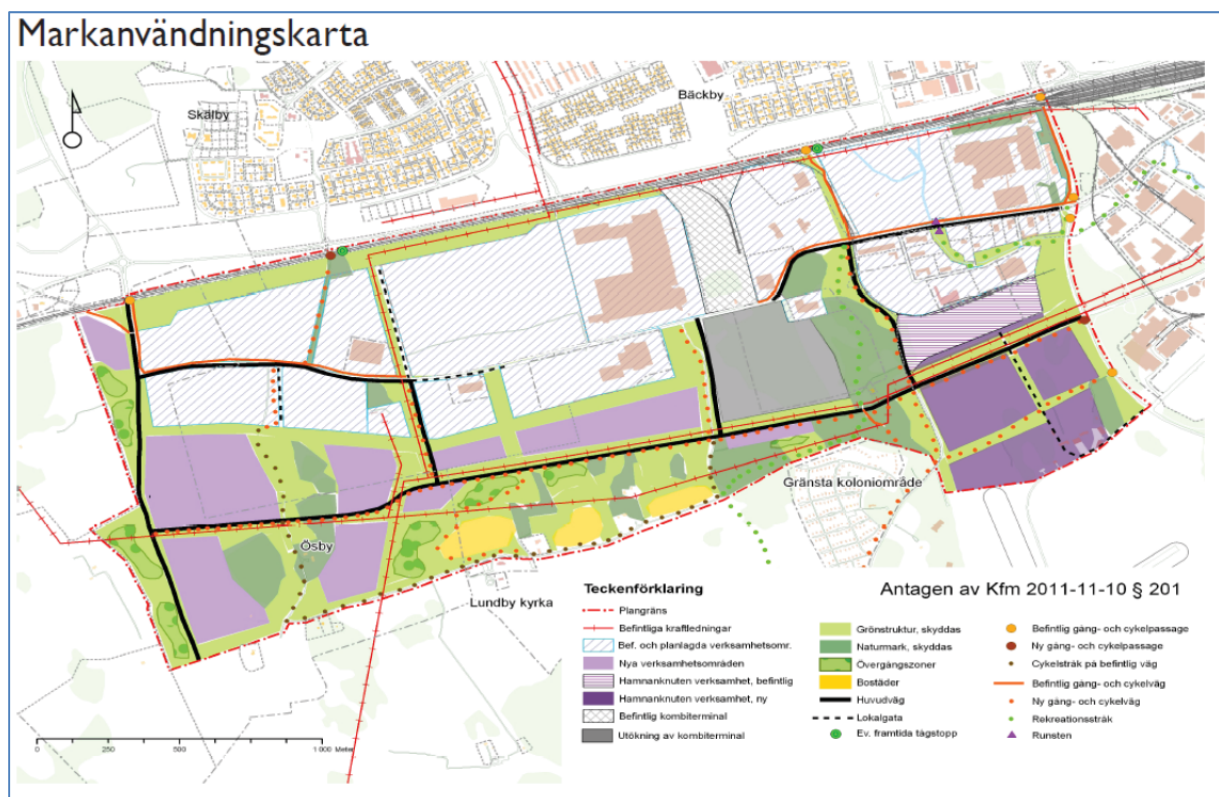 Markanvändningskarta
Skälby
Bäckby
Gränsta koloniområde
Ösby
Lundby kyrka
Teckenförklaring
Plangräns
Befintliga kraftledningar
Bef. och planlagda verksamhetsomr.
Nya verksamhetsområden
Hamnanknuten verksamhet, befintlig
Hamnanknuten verksamhet, ny
Befintlig kombiterminal
Utökning av kombiterminal
Antagen av Kfm 2011-11-10 § 201
Grönstruktur, skyddas
Naturmark, skyddas
Övergångszoner
Bostäder
Huvudväg
Lokalgata
Ev. framtida tågstopp
Befintlig gång- och cykelpassage
Ny gång- och cykelpassage
Cykelstråk på befintlig väg
Befintlig gång- och cykelväg
Ny gång- och cykelväg
Rekreationsstråk
Runsten
0 250 500 1 000 Meter